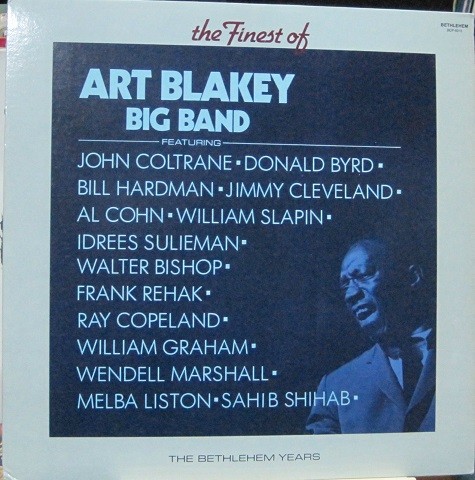 the Finest of
BETHLEHEM
ART BLAKEY
BIG BAND
FEATURING
JOHN COLTRANE▪DONALD BYRD▪
BILL HARDMAN▪JIMMY CLEVELAND▪
AL COHN▪WILLIAM SLAPIN▪
IDREES SULIEMAN▪
WALTER BISHOP▪
FRANK REHAK▪
RAY COPELAND▪
WILLIAM GRAHAM▪
WENDELL MARSHALL▪
MELBA LISTON▪SAHIB SHIHAB▪
THE BETHLEHEM YEARS